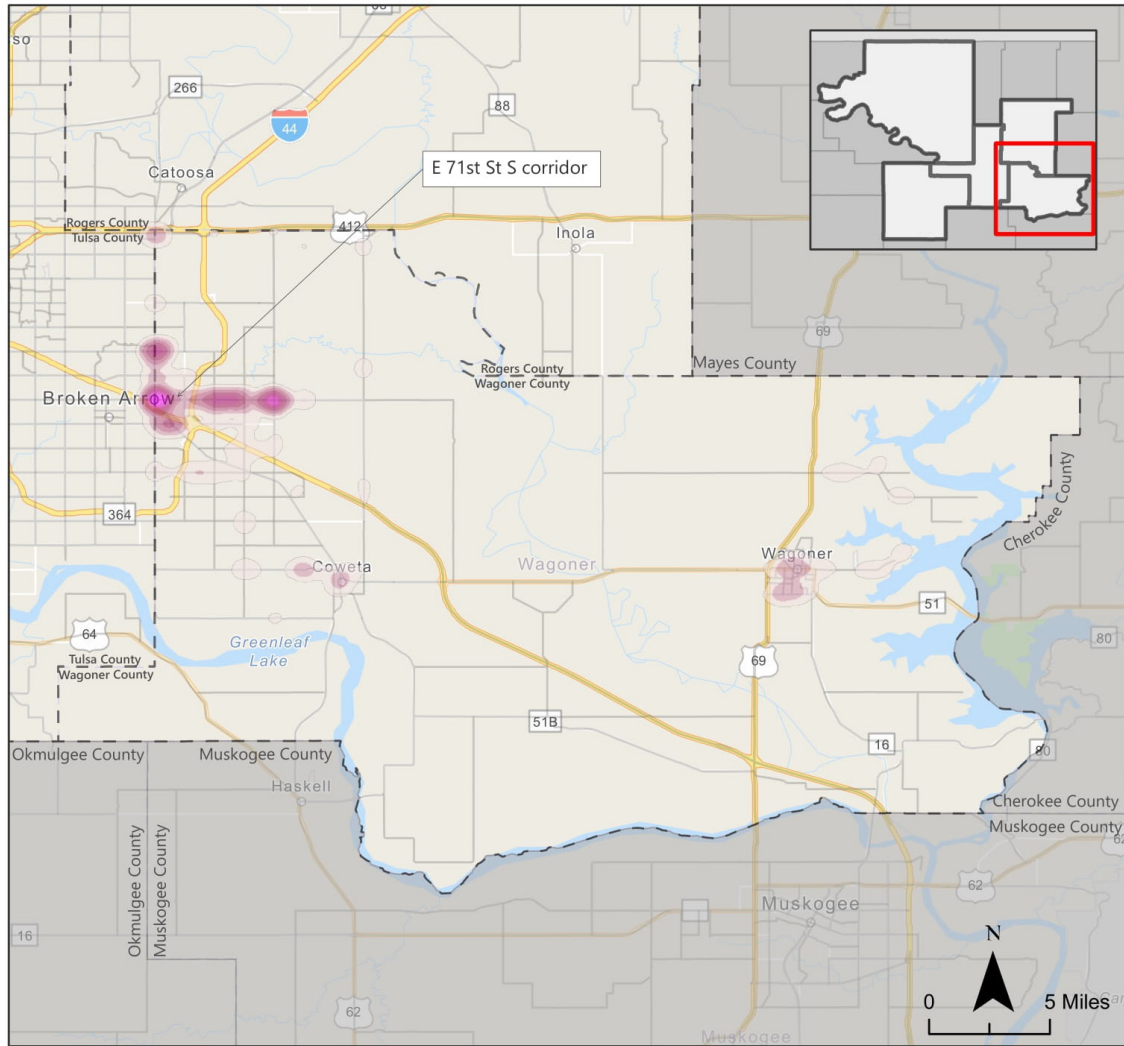 so
266
88
44
E 71st St S corridor
Catoosa
Rogers County
Tulsa County
412
Inola
69
Mayes County
Rogers County
Wagoner County
Broken Arrow
Cherokee County
364
Wagoner
Wagoner
Coweta
51
64
Greenleaf
Lake
80
Tulsa County
Wagoner County
69
51B
16
80
Okmulgee County
Muskogee County
Haskell
Cherokee County
Muskogee County
Okmulgee County
Muskogee County
62
62
Muskogee
16
N
0
5 Miles
62
Muskogee